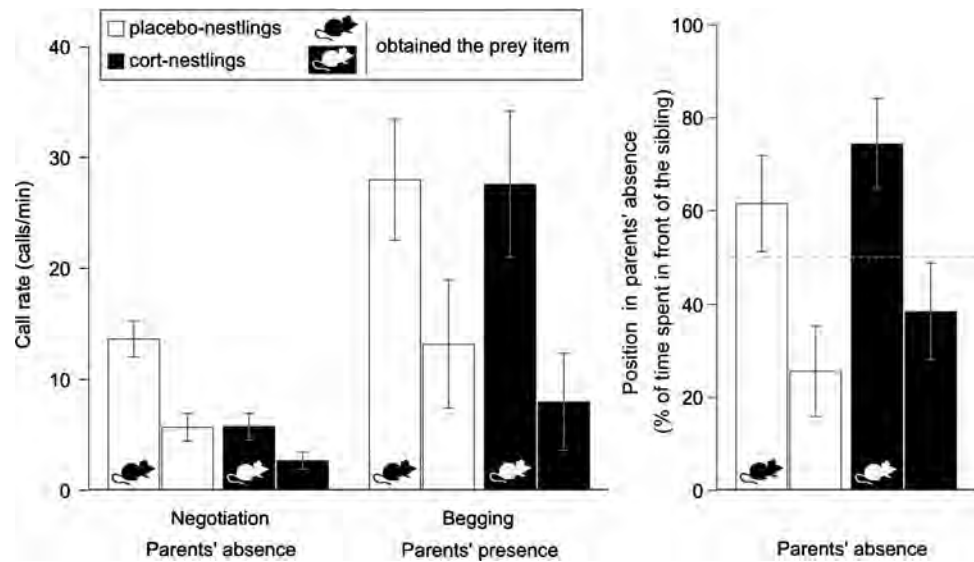 placebo-nestlings
cort-nestlings
obtained the prey item
Call rate (calls/min)
40
30
20
10
0
Negotiation
Parents' absence
Begging
Parents' presence
Position in parents' absence
(% of time spent in front of the sibling)
100
80
60
40
20
0
Parents' absence